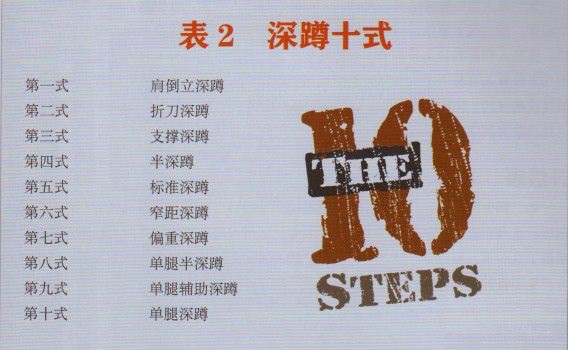 表2 深蹲十式
第一式 肩倒立深蹲
第二式 折刀深蹲
第三式 支撑深蹲
第四式 半深蹲
第五式 标准深蹲
第六式 窄距深蹲
第七式 偏重深蹲
第八式 单腿半深蹲
第九式 单腿辅助深蹲
第十式 单腿深蹲
THE
10
STEPS